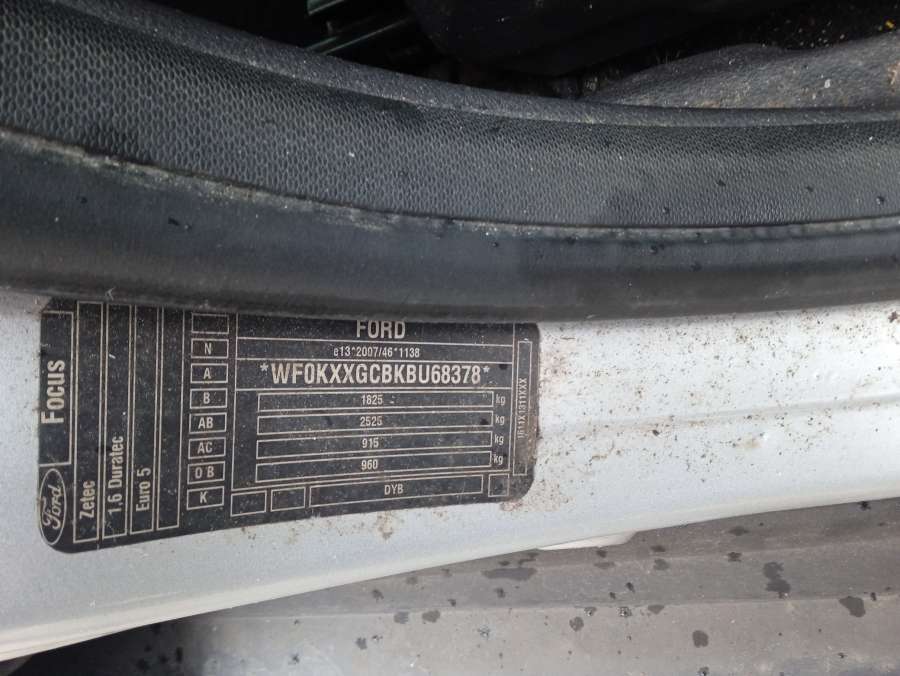 FORD
e13*2007/46*1138
*WF0KXXGCBKBU68378*
N
A
B
AB
AC
0 B
K
1825 kg
2525 kg
915 kg
960 kg
DYB
Focus
Ford
Zetec
1.6 Duratec
Euro 5